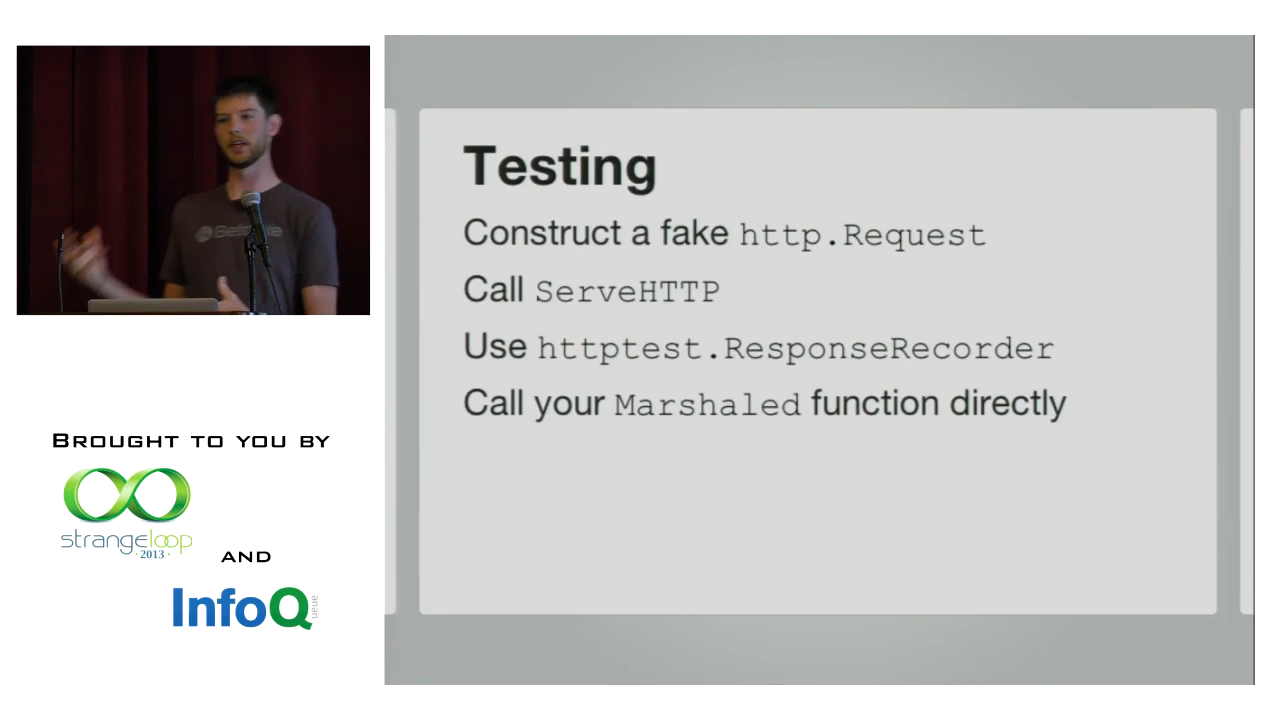 Testing
Construct a fake http.Request
Call ServeHTTP
Use httptest.ResponseRecorder
Call your Marshaled function directly
BROUGHT TO YOU BY
strangeloop
· 2013 ·
AND
InfoQ